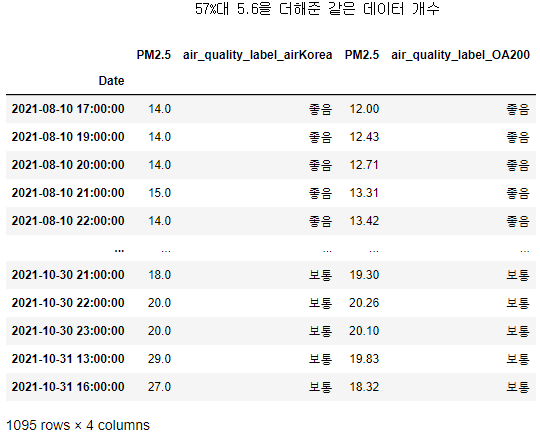 57%대 5.6을 더해준 같은 데이터 개수
PM2.5 air_quality_label_airKorea PM2.5 air_quality_label_OA200
Date
2021-08-10 17:00:00 14.0 좋음 12.00 좋음
2021-08-10 19:00:00 14.0 좋음 12.43 좋음
2021-08-10 20:00:00 14.0 좋음 12.71 좋음
2021-08-10 21:00:00 15.0 좋음 13.31 좋음
2021-08-10 22:00:00 14.0 좋음 13.42 좋음
... ... ... ... ...
2021-10-30 21:00:00 18.0 보통 19.30 보통
2021-10-30 22:00:00 20.0 보통 20.26 보통
2021-10-30 23:00:00 20.0 보통 20.10 보통
2021-10-31 13:00:00 29.0 보통 19.83 보통
2021-10-31 16:00:00 27.0 보통 18.32 보통
1095 rows × 4 columns